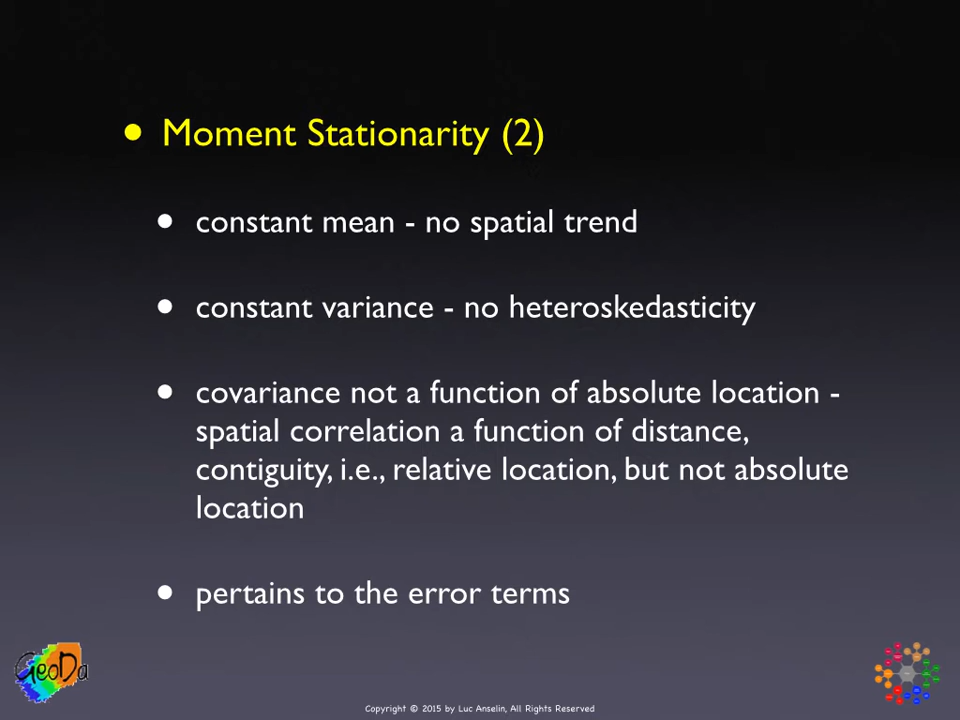 • Moment Stationarity (2)
• constant mean - no spatial trend
• constant variance - no heteroskedasticity
• covariance not a function of absolute location -
spatial correlation a function of distance,
contiguity, i.e., relative location, but not absolute
location
• pertains to the error terms
GeoDa
Copyright © 2015 by Luc Anselin, All Rights Reserved